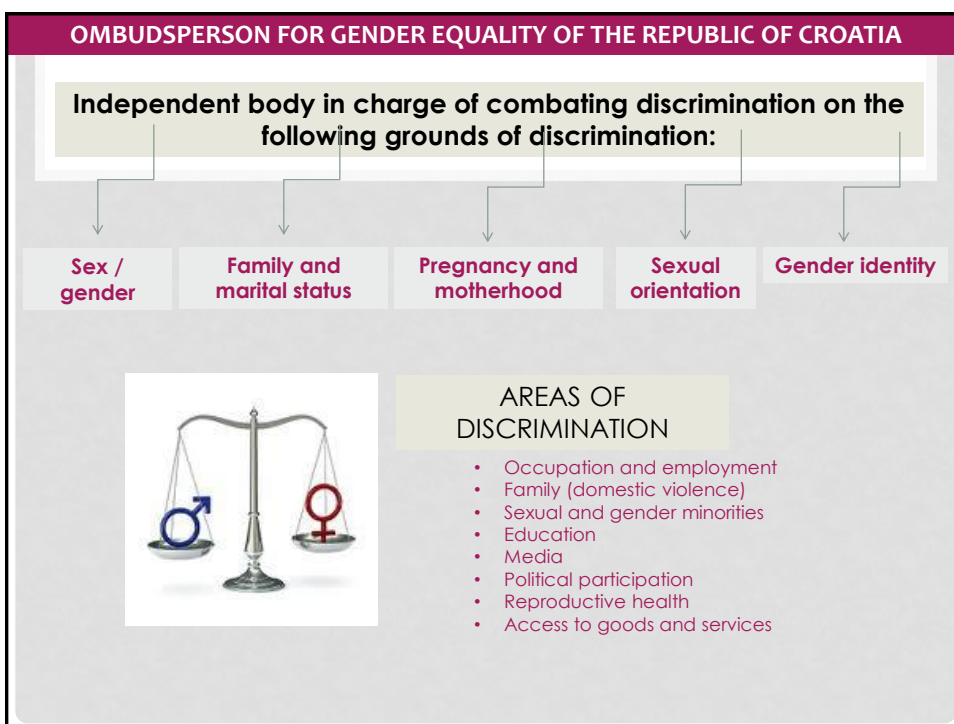 OMBUDSPERSON FOR GENDER EQUALITY OF THE REPUBLIC OF CROATIA
Independent body in charge of combating discrimination on the
following grounds of discrimination:
Sex /
gender
Family and
marital status
Pregnancy and
motherhood
Sexual
orientation
Gender identity
AREAS OF
DISCRIMINATION
• Occupation and employment
• Family (domestic violence)
• Sexual and gender minorities
• Education
• Media
• Political participation
• Reproductive health
• Access to goods and services